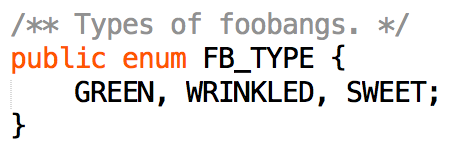 /** Types of foobangs. */
public enum FB_TYPE {
    GREEN, WRINKLED, SWEET;
}